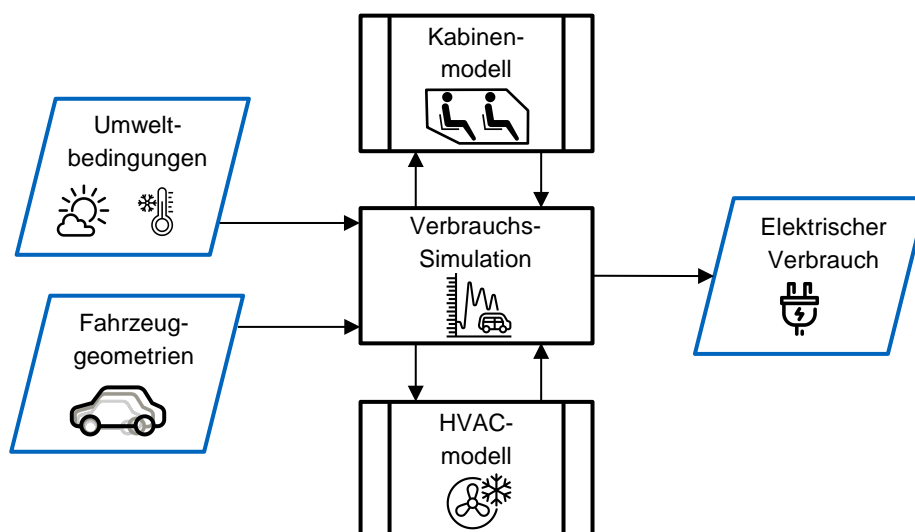 Kabinen-
modell
Umwelt-
bedingungen
Verbrauchs-
Simulation
Elektrischer
Verbrauch
Fahrzeug-
geometrien
HVAC-
modell